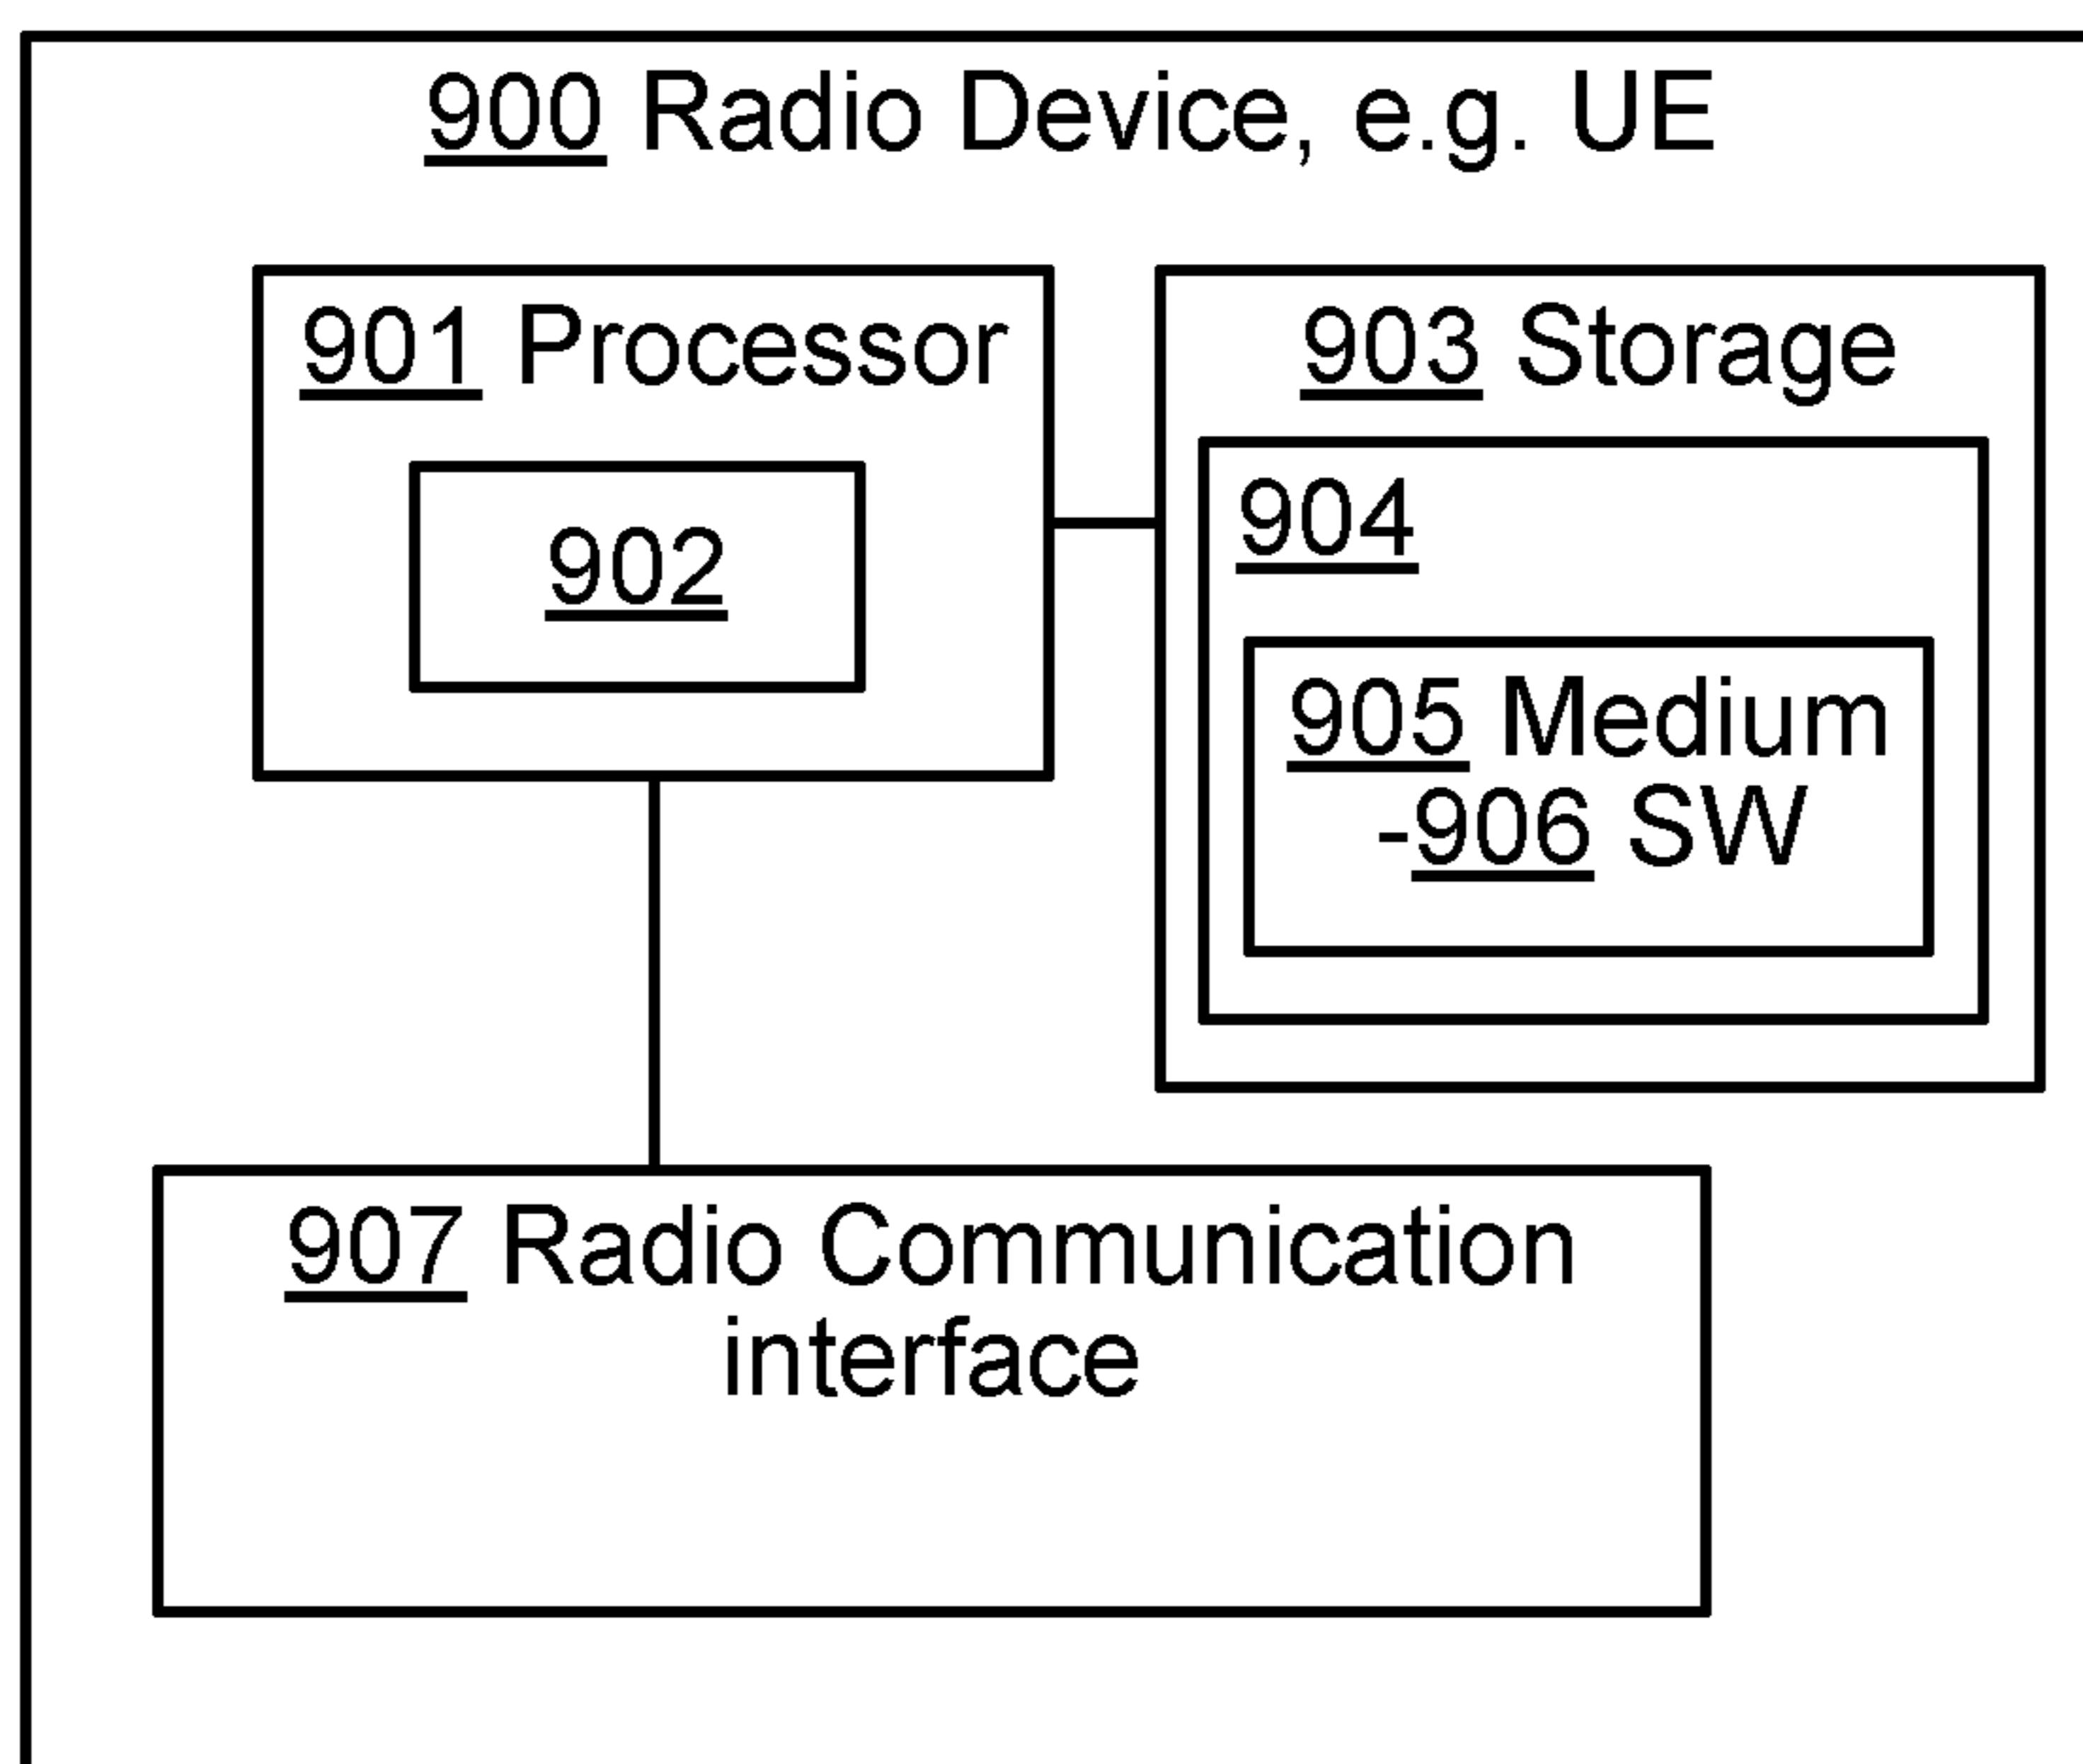 900 Radio Device, e.g. UE
901 Processor
902
903 Storage
904
905 Medium
-906 SW
907 Radio Communication
interface